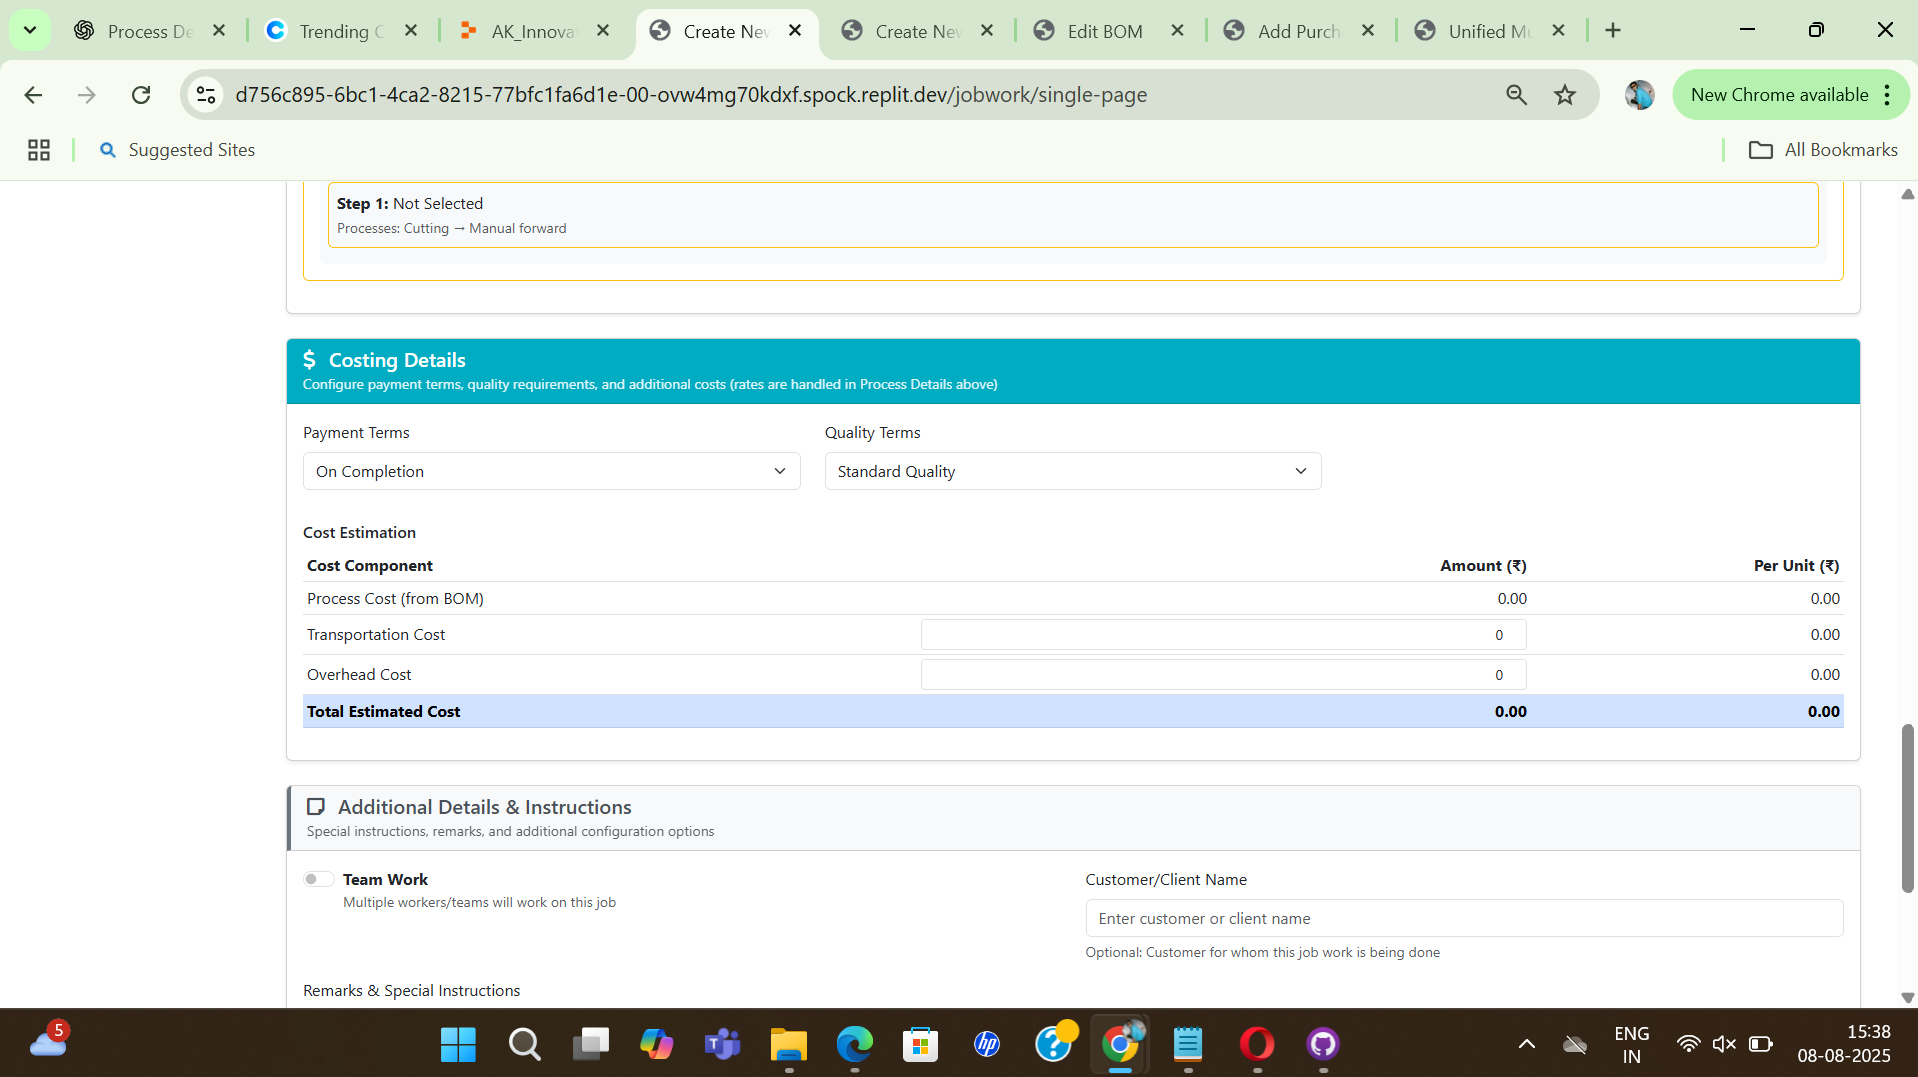 Process De
Trending C
AK_Innova
Create New
Create New
Edit BOM
Add Purch
Unified Mu
d756c895-6bc1-4ca2-8215-77bfc1fa6d1e-00-ovw4mg70kdxf.spock.replit.dev/jobwork/single-page
New Chrome available
Suggested Sites
All Bookmarks
Step 1: Not Selected
Processes: Cutting → Manual forward
$ Costing Details
Configure payment terms, quality requirements, and additional costs (rates are handled in Process Details above)
Payment Terms
Quality Terms
On Completion
Standard Quality
Cost Estimation
Cost Component Amount (₹) Per Unit (₹)
Process Cost (from BOM) 0.00 0.00
Transportation Cost 0 0.00
Overhead Cost 0 0.00
Total Estimated Cost 0.00 0.00
Additional Details & Instructions
Special instructions, remarks, and additional configuration options
Team Work
Multiple workers/teams will work on this job
Customer/Client Name
Enter customer or client name
Optional: Customer for whom this job work is being done
Remarks & Special Instructions
5
hp
?
ENG
IN
15:38
08-08-2025